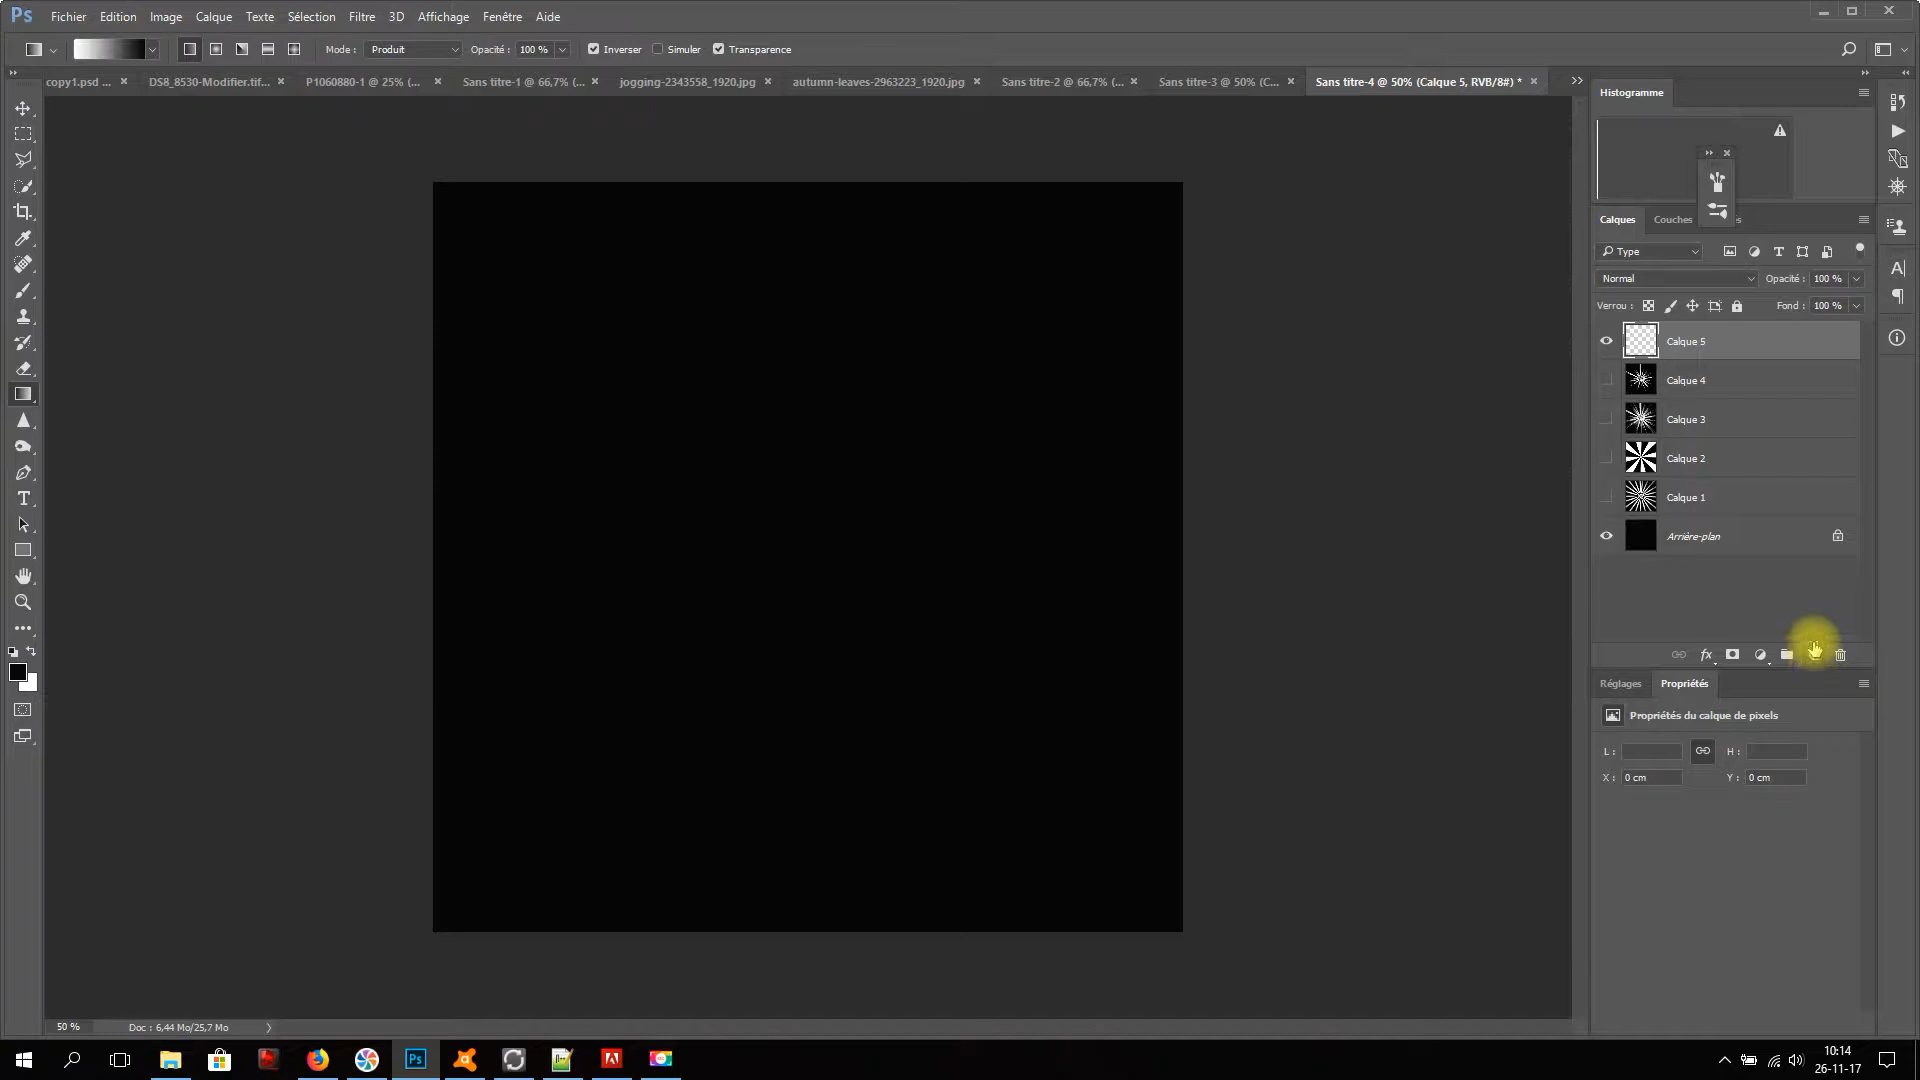 Ps Fichier Edition Image Calque Texte Sélection Filtre 3D Affichage Fenêtre Aide
Mode : Produit Opacité : 100 % Inverser Simuler Transparence
copy1.psd ... × DS8_8530-Modifier.tif... × P1060880-1 @ 25% (... × Sans titre-1 @ 66,7% (... × jogging-2343558_1920.jpg × autumn-leaves-2963223_1920.jpg × Sans titre-2 @ 66,7% (... × Sans titre-3 @ 50% (C... × Sans titre-4 @ 50% (Calque 5, RVB/8#) * ×
Histogramme
Calques Couches
Type
Normal Opacité : 100 %
Verrou : Fond : 100 %
Calque 5
Calque 4
Calque 3
Calque 2
Calque 1
Arrière-plan
fx
Réglages Propriétés
Propriétés du calque de pixels
L : H :
X : 0 cm Y : 0 cm
50 % Doc : 6,44 Mo/25,7 Mo
Ps
10:14
26-11-17